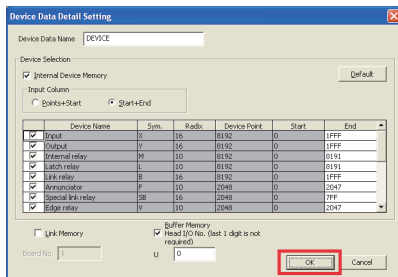 Device Data Detail Setting
Device Data Name DEVICE
Device Selection
Internal Device Memory
Default
Input Column
Points+Start Start+End
Device Name Sym. Radix Device Point Start End
Input X 16 8192 0 1FFF
Output Y 16 8192 0 1FFF
Internal relay M 10 8192 0 8191
Latch relay L 10 8192 0 8191
Link relay B 16 8192 0 1FFF
Annunciator F 10 2048 0 2047
Special link relay SB 16 2048 0 7FF
Edge relay V 10 2048 0 2047
Link Memory
Board No. 1
Buffer Memory
Head I/O No. (last 1 digit is not
required)
U 0
OK Cancel